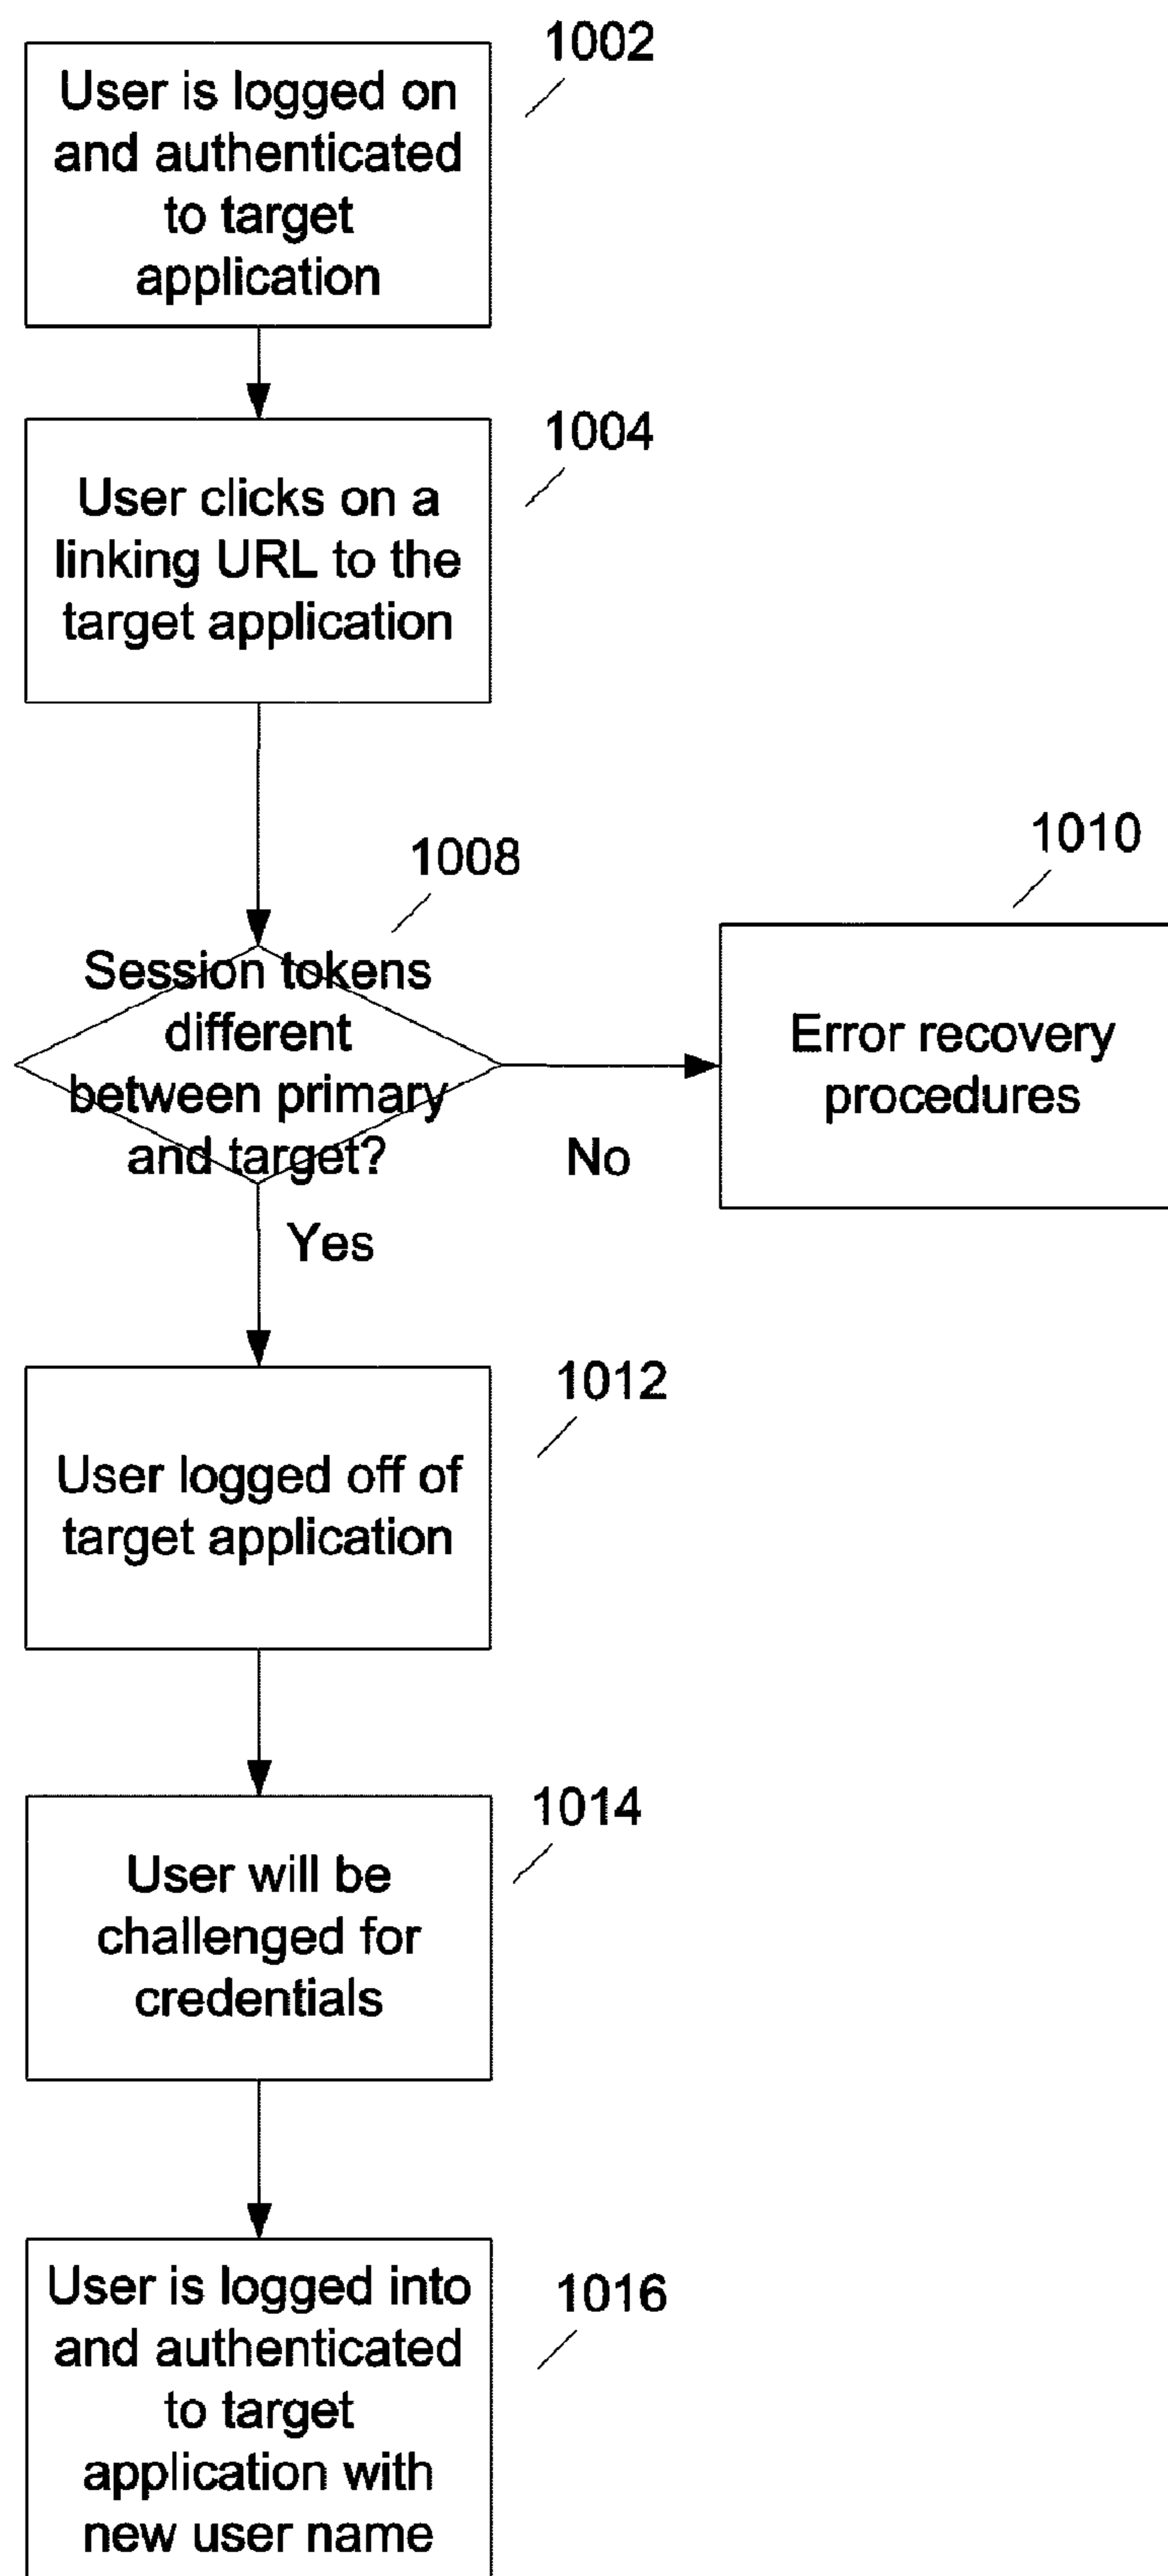 1002
User is logged on
and authenticated
to target
application
1004
User clicks on a
linking URL to the
target application
1008
Session tokens
different
between primary
and target?
1010
Error recovery
procedures
No
Yes
1012
User logged off of
target application
1014
User will be
challenged for
credentials
1016
User is logged into
and authenticated
to target
application with
new user name